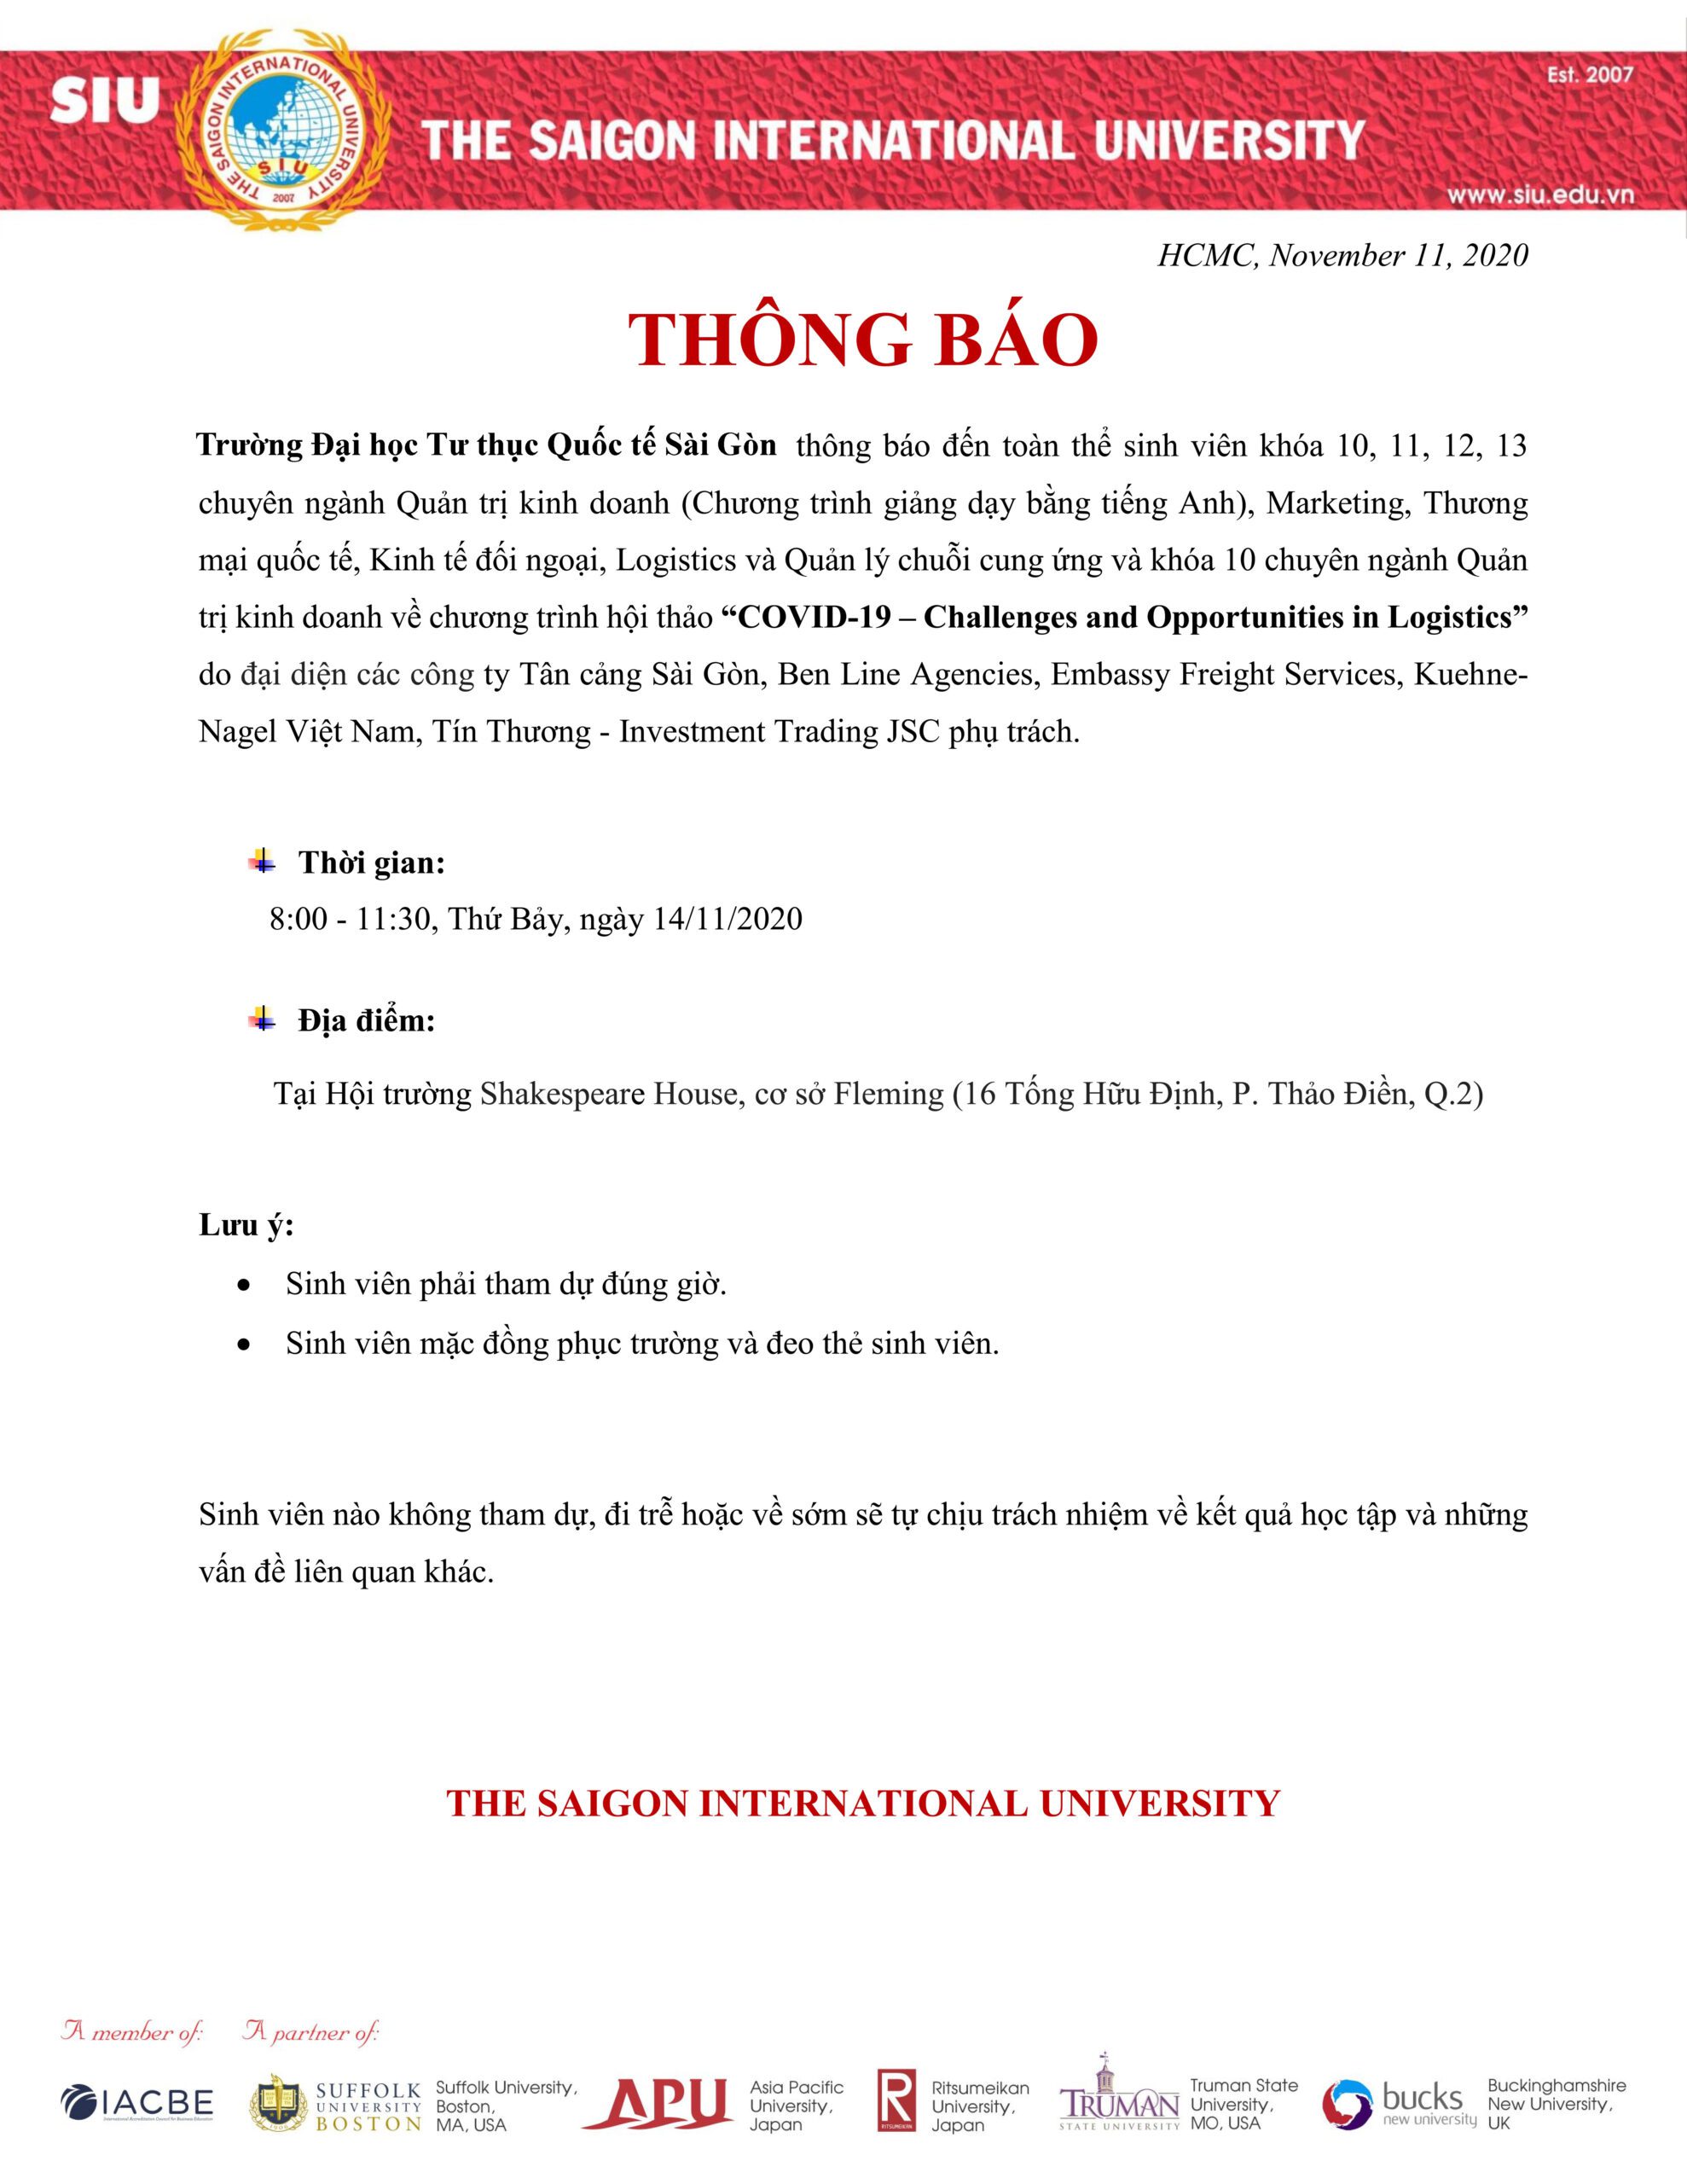 SIU
THE SAIGON INTERNATIONAL UNIVERSITY
SIU
2007
Est. 2007
THE SAIGON INTERNATIONAL UNIVERSITY
www.siu.edu.vn
HCMC, November 11, 2020
THÔNG BÁO
Trường Đại học Tư thục Quốc tế Sài Gòn thông báo đến toàn thể sinh viên khóa 10, 11, 12, 13
chuyên ngành Quản trị kinh doanh (Chương trình giảng dạy bằng tiếng Anh), Marketing, Thương
mại quốc tế, Kinh tế đối ngoại, Logistics và Quản lý chuỗi cung ứng và khóa 10 chuyên ngành Quản
trị kinh doanh về chương trình hội thảo “COVID-19 – Challenges and Opportunities in Logistics”
do đại diện các công ty Tân cảng Sài Gòn, Ben Line Agencies, Embassy Freight Services, Kuehne-
Nagel Việt Nam, Tín Thương - Investment Trading JSC phụ trách.
Thời gian:
8:00 - 11:30, Thứ Bảy, ngày 14/11/2020
Địa điểm:
Tại Hội trường Shakespeare House, cơ sở Fleming (16 Tống Hữu Định, P. Thảo Điền, Q.2)
Lưu ý:
• Sinh viên phải tham dự đúng giờ.
• Sinh viên mặc đồng phục trường và đeo thẻ sinh viên.
Sinh viên nào không tham dự, đi trễ hoặc về sớm sẽ tự chịu trách nhiệm về kết quả học tập và những
vấn đề liên quan khác.
THE SAIGON INTERNATIONAL UNIVERSITY
A member of:
A partner of:
IACBE
International Accreditation Council for Business Education
SUFFOLK
UNIVERSITY
BOSTON
Suffolk University,
Boston,
MA, USA
APU
Asia Pacific
University,
Japan
R
RITSUMEIKAN
Ritsumeikan
University,
Japan
TRUMAN
STATE UNIVERSITY
Truman State
University,
MO, USA
bucks
new university
Buckinghamshire
New University,
UK